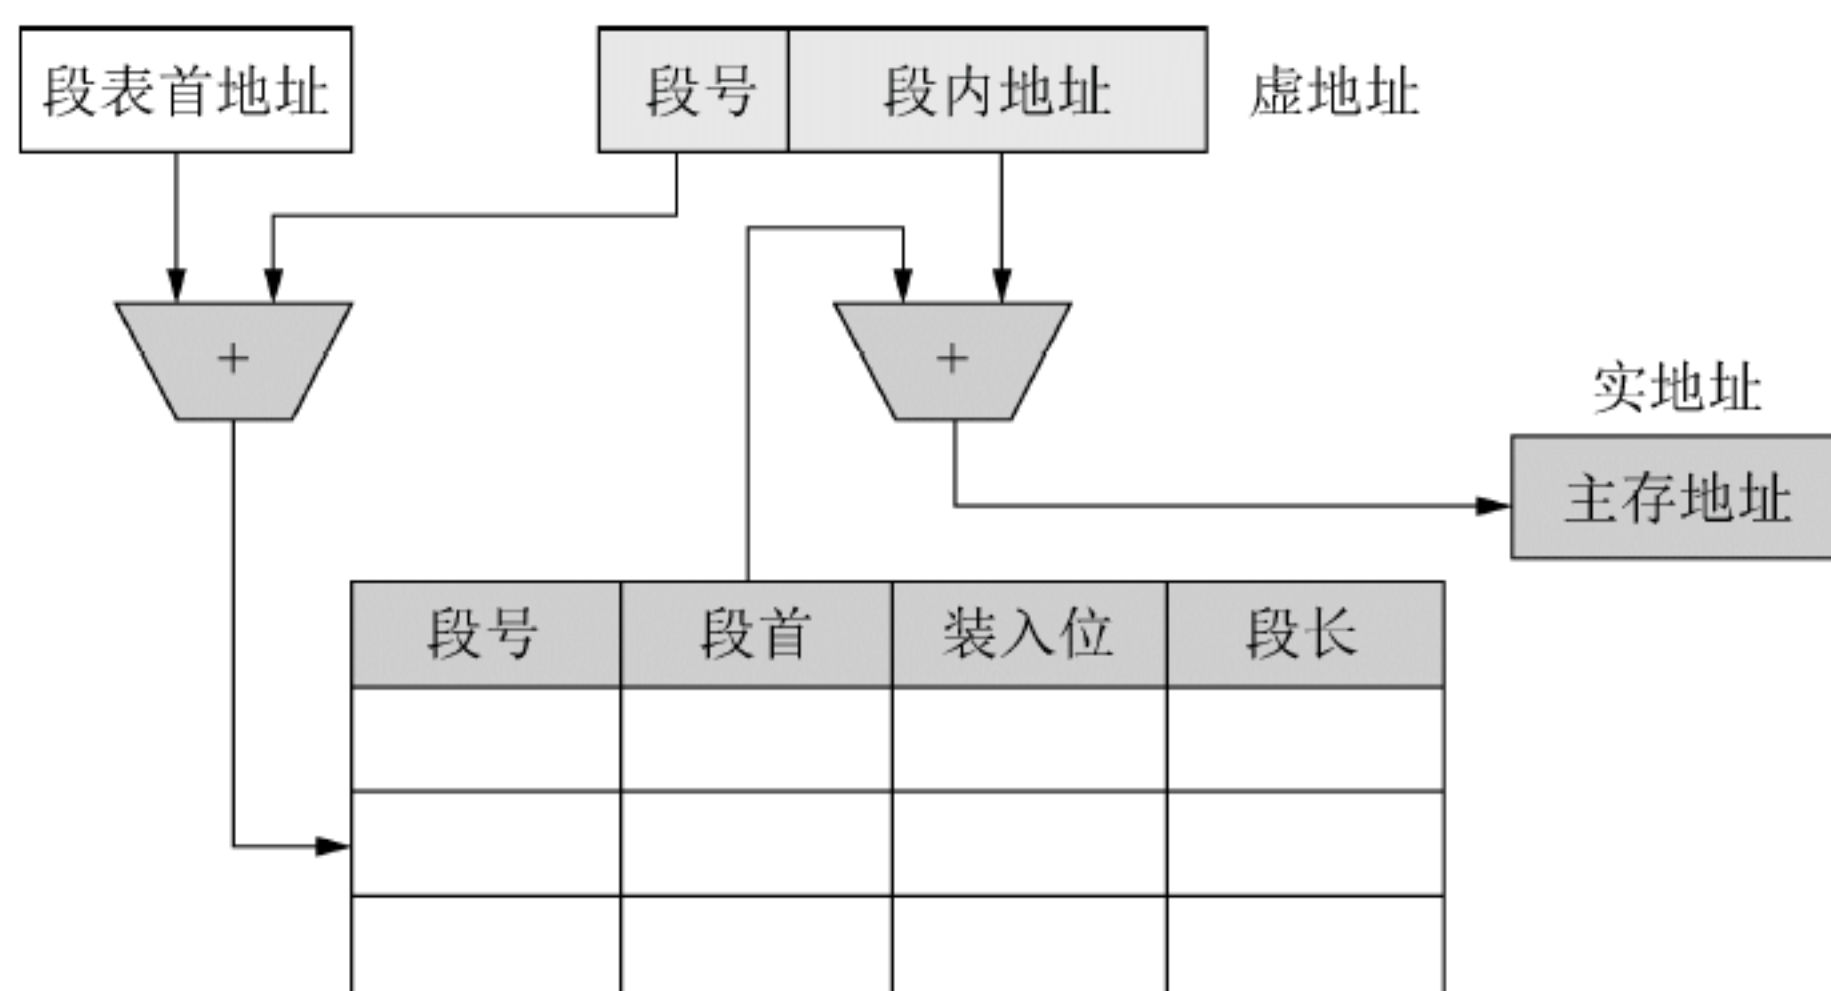 段表首地址 段号 段内地址 虚地址
+ +
实地址
主存地址
段号 段首 装入位 段长